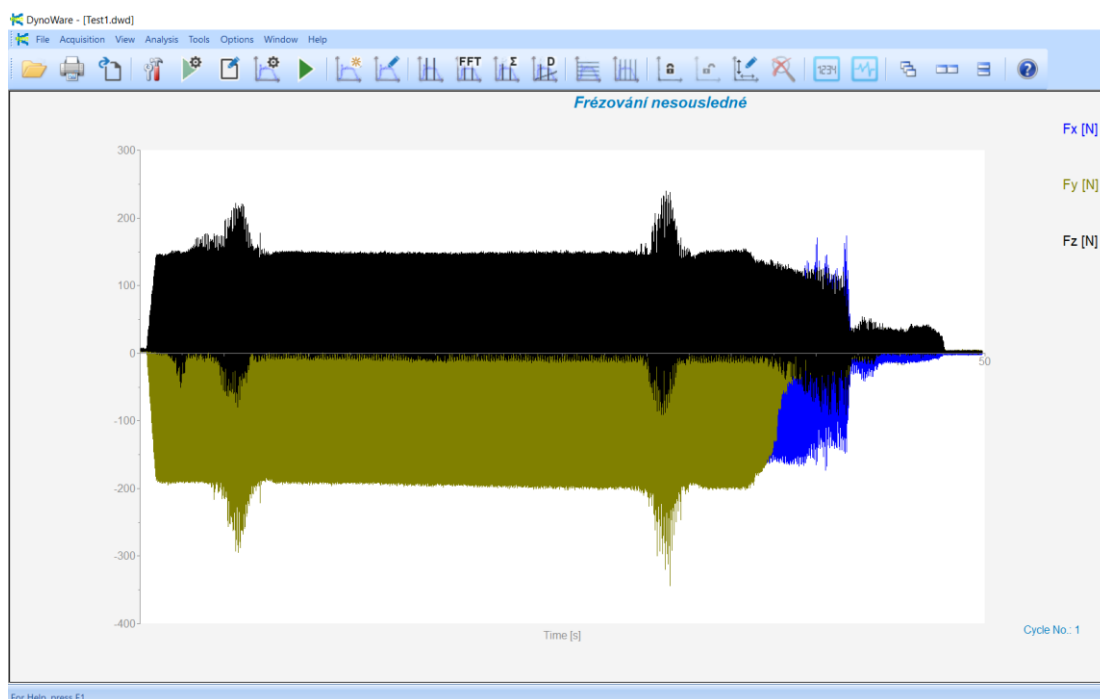 DynoWare - [Test1.dwd]
File Acquisition View Analysis Tools Options Window Help
FFT Σ D
1234
Frézování nesousledné
Fx [N]
Fy [N]
Fz [N]
300
200
100
0
-100
-200
-300
-400
50
Time [s]
Cycle No.: 1
For Help, press F1